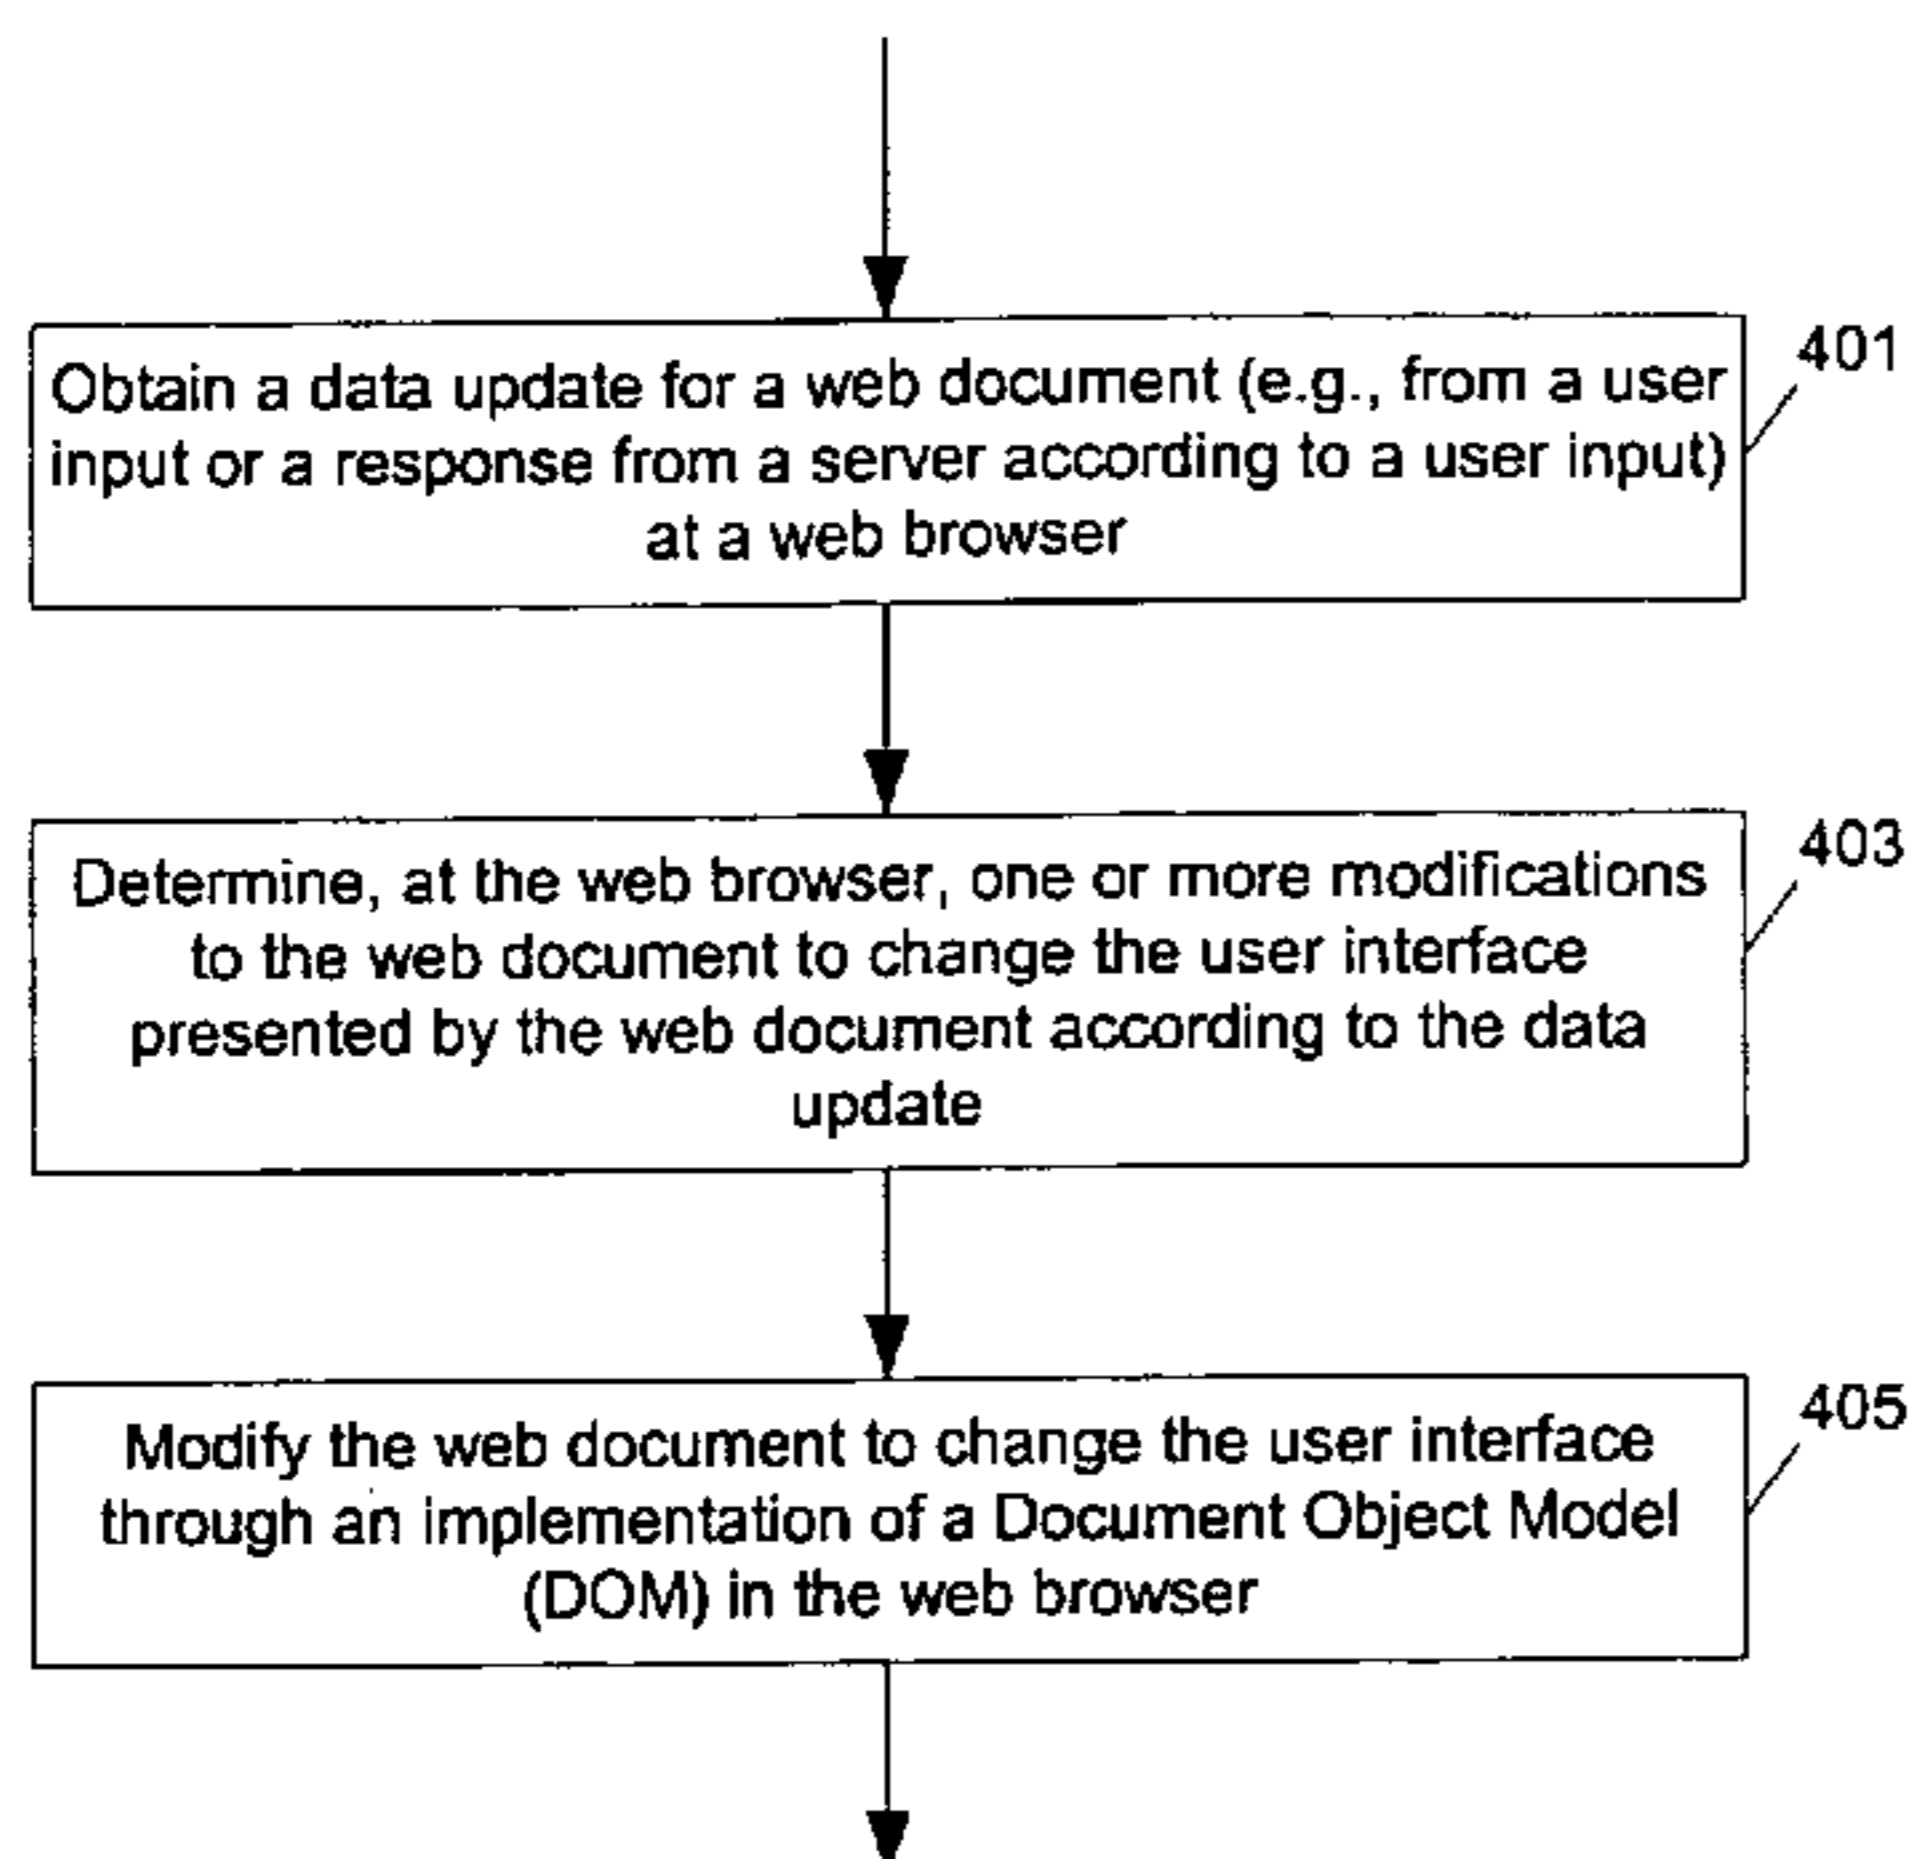 Obtain a data update for a web document (e.g., from a user
input or a response from a server according to a user input)
at a web browser
401
Determine, at the web browser, one or more modifications
to the web document to change the user interface
presented by the web document according to the data
update
403
Modify the web document to change the user interface
through an implementation of a Document Object Model
(DOM) in the web browser
405